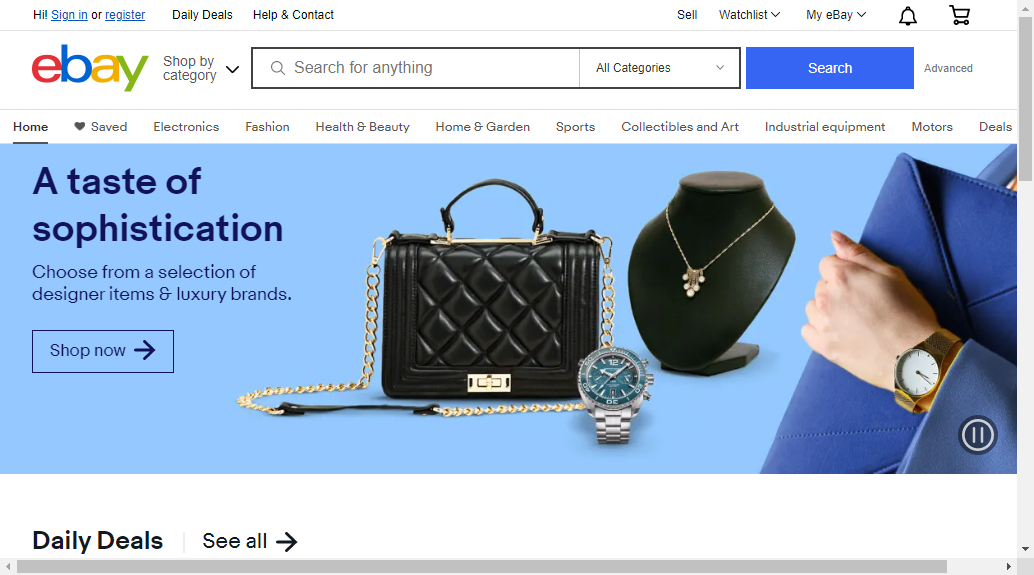 Hi! Sign in or register Daily Deals Help & Contact Sell Watchlist My eBay
ebay
Shop by
category
Search for anything
All Categories
Search
Advanced
Home Saved Electronics Fashion Health & Beauty Home & Garden Sports Collectibles and Art Industrial equipment Motors Deals
A taste of
sophistication
Choose from a selection of
designer items & luxury brands.
Shop now
Daily Deals See all